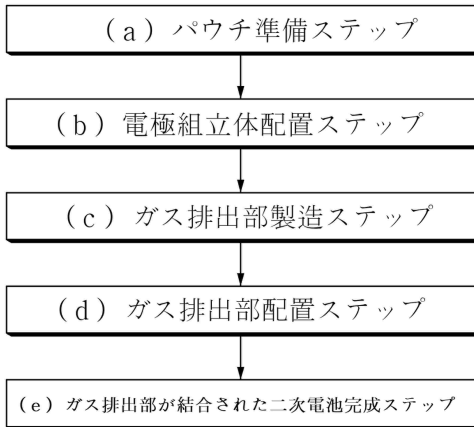 (a)パウチ準備ステップ
(b)電極組立体配置ステップ
(c)ガス排出部製造ステップ
(d)ガス排出部配置ステップ
(e)ガス排出部が結合された二次電池完成ステップ